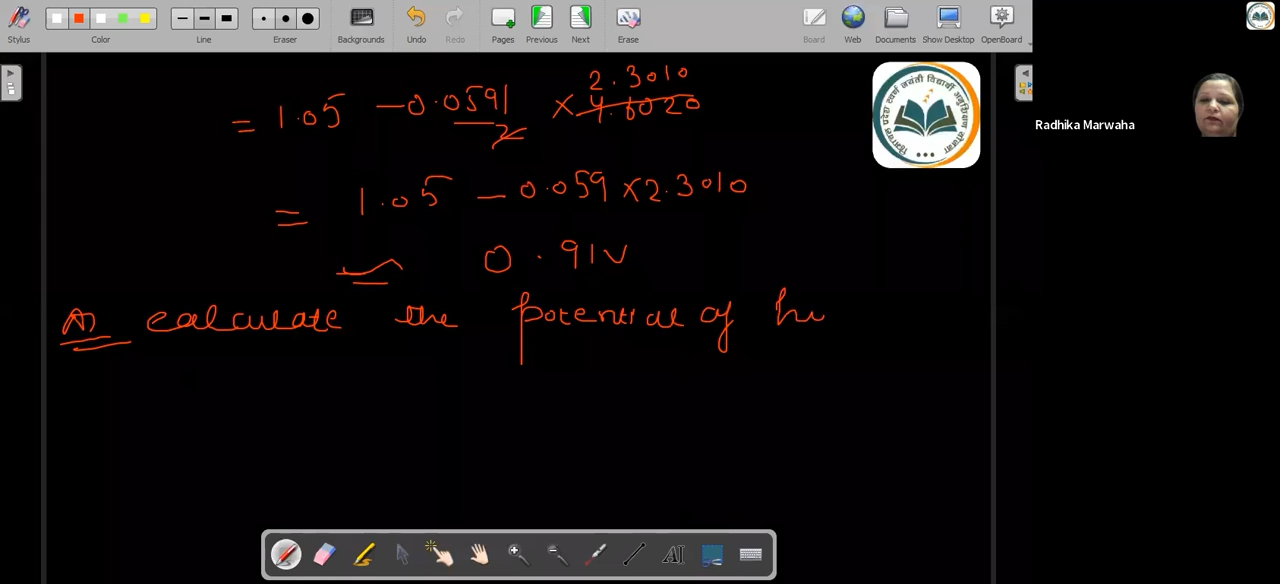 Stylus Color Line Eraser Backgrounds Undo Redo Pages Previous Next Erase Board Web Documents Show Desktop OpenBoard
Radhika Marwaha
2.3010
= 1.05 - 0.0591 × 4.6020
2
= 1.05 - 0.059 × 2.3010
0.91V
calculate the potential of hy
AI